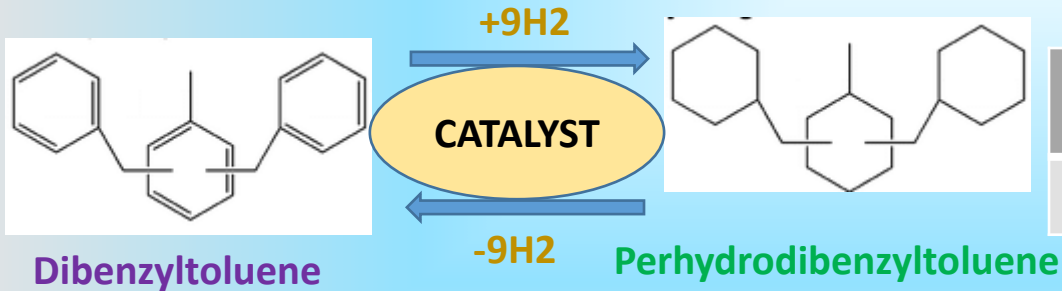 +9H2
CATALYST
-9H2
Dibenzyltoluene
Perhydrodibenzyltoluene